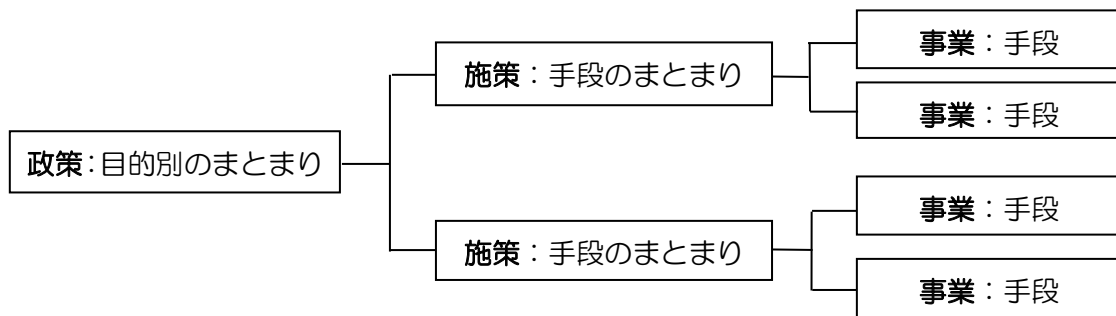 政策：目的別のまとまり
施策：手段のまとまり
事業：手段
事業：手段
施策：手段のまとまり
事業：手段
事業：手段